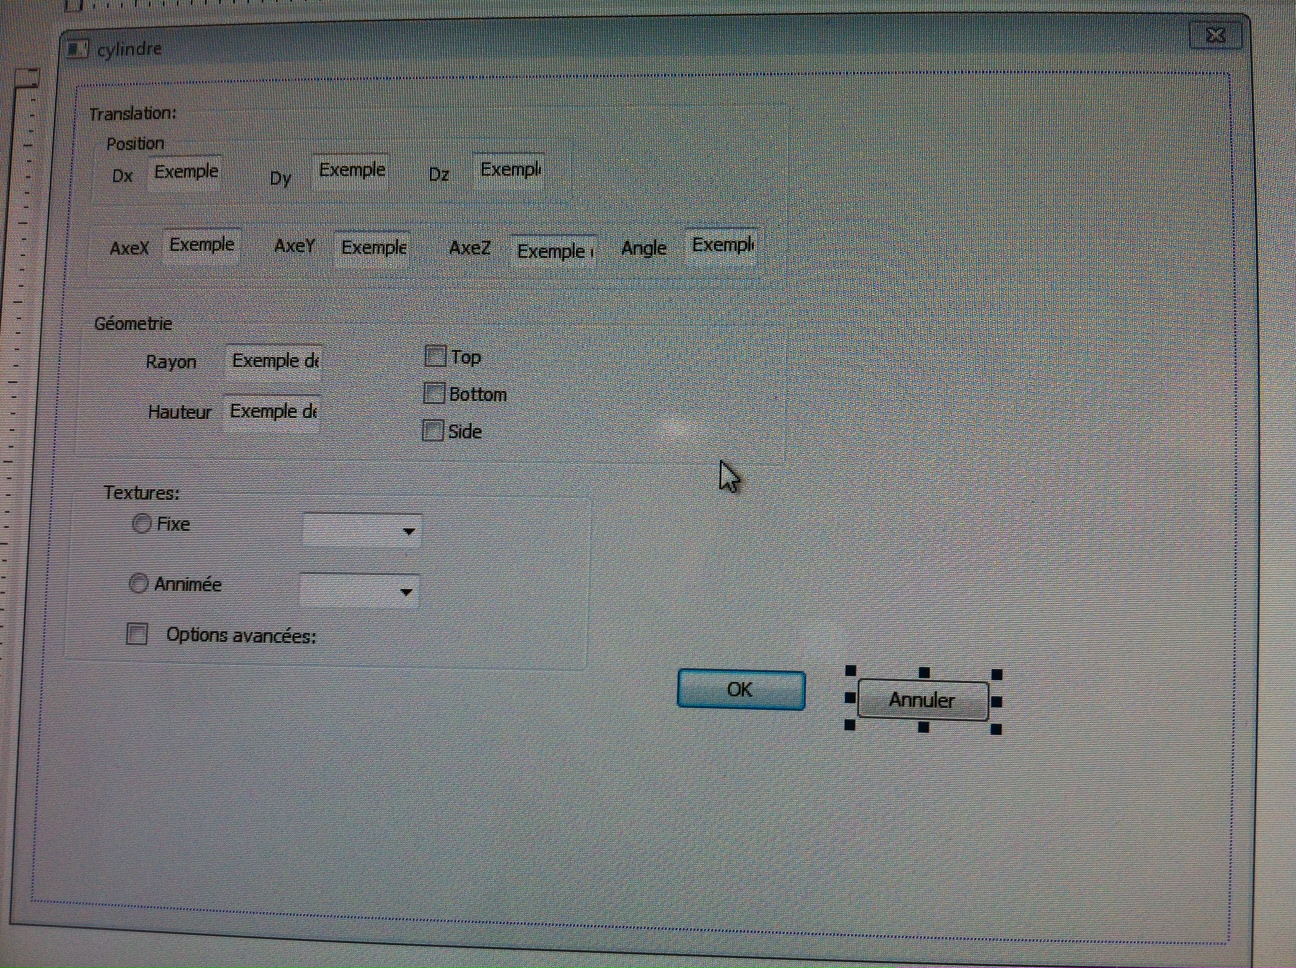 cylindre
Translation:
Position
Dx Exemple Dy Exemple Dz Exempl
AxeX Exemple AxeY Exemple AxeZ Exemple Angle Exempl
Géometrie
Rayon Exemple de Top
Bottom
Hauteur Exemple de
Side
Textures:
Fixe
Annimée
Options avancées:
OK Annuler